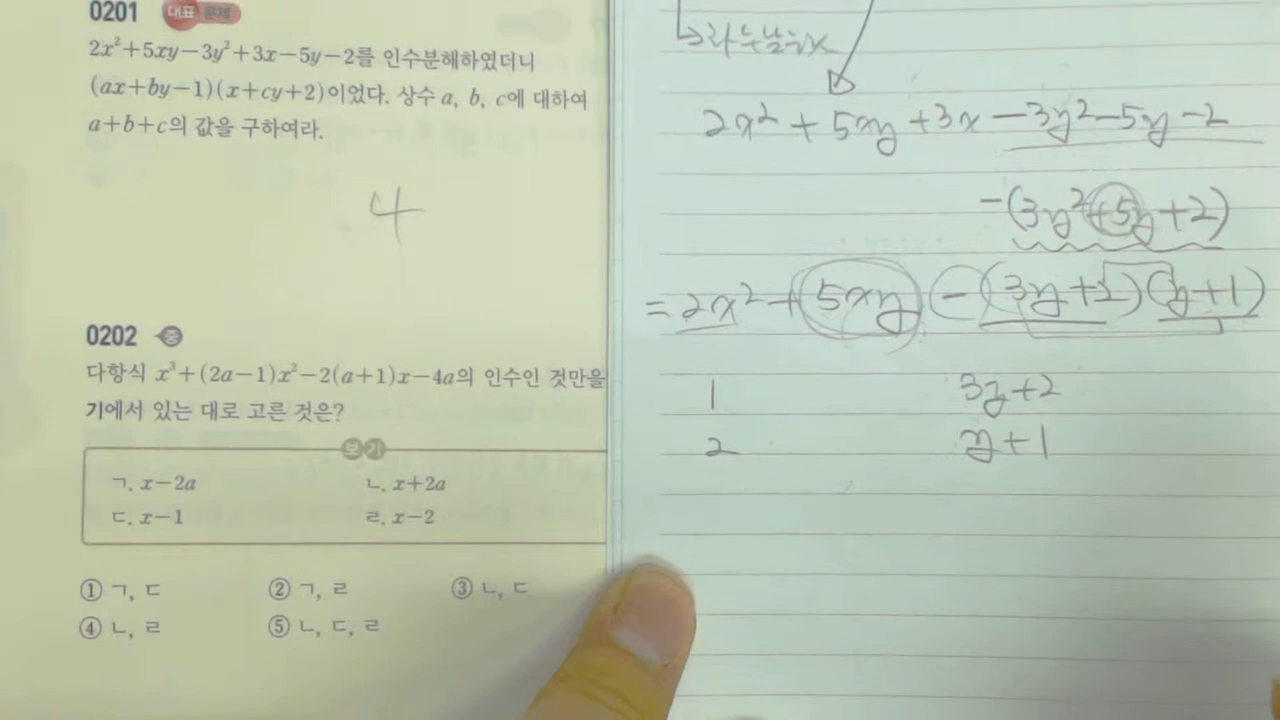 0201 대표 문제
2x²+5xy-3y²+3x-5y-2를 인수분해하였더니
(ax+by-1)(x+cy+2)이었다. 상수 a, b, c에 대하여
a+b+c의 값을 구하여라.
4
0202 중
다항식 x³+(2a-1)x²-2(a+1)x-4a의 인수인 것만을
기에서 있는 대로 고른 것은?
보기
ㄱ. x-2a ㄴ. x+2a
ㄷ. x-1 ㄹ. x-2
① ㄱ, ㄷ ② ㄱ, ㄹ ③ ㄴ, ㄷ
④ ㄴ, ㄹ ⑤ ㄴ, ㄷ, ㄹ
2x² + 5xy +3x -3y²-5y-2
-(3y²+5y+2)
=2x²+(5xy)-(3y+2)(y+1)
1 3y+2
2 y+1